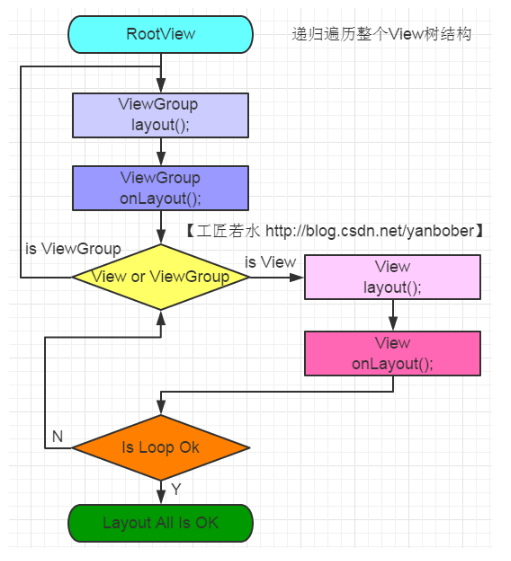 RootView
递归遍历整个View树结构
ViewGroup
layout();
ViewGroup
onLayout();
【工匠若水 http://blog.csdn.net/yanbober】
is ViewGroup
View or ViewGroup
is View
View
layout();
View
onLayout();
N
Is Loop Ok
Y
Layout All Is OK